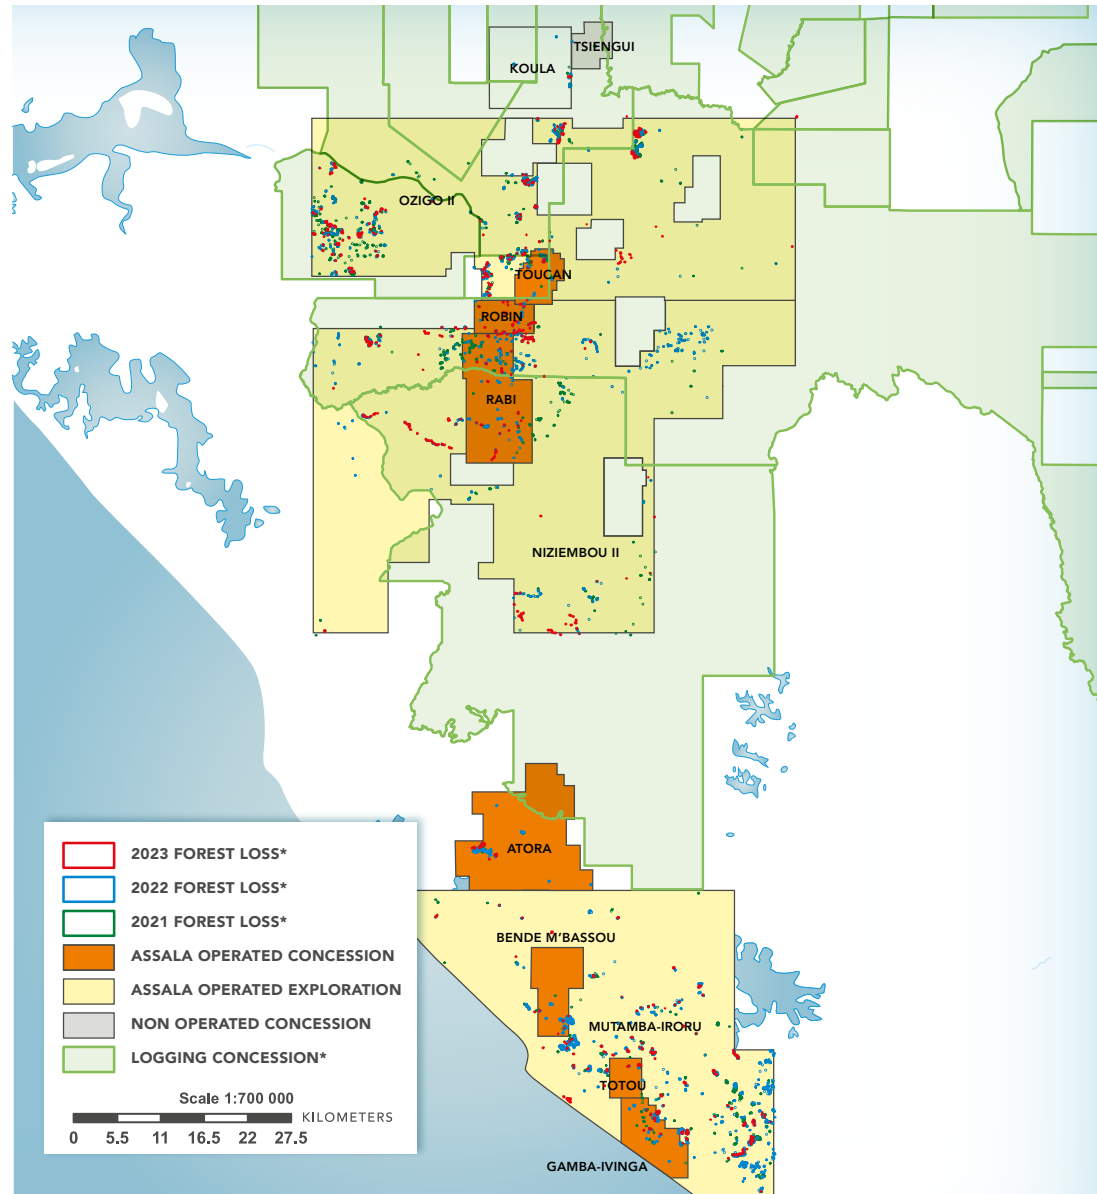 TSIENGUI
KOULA
OZIGO II
TOUCAN
ROBIN
RABI
NIZIEMBOU II
ATORA
BENDE M'BASSOU
MUTAMBA-IRORU
TOTOU
GAMBA-IVINGA
2023 FOREST LOSS*
2022 FOREST LOSS*
2021 FOREST LOSS*
ASSALA OPERATED CONCESSION
ASSALA OPERATED EXPLORATION
NON OPERATED CONCESSION
LOGGING CONCESSION*
Scale 1:700 000
KILOMETERS
0 5.5 11 16.5 22 27.5